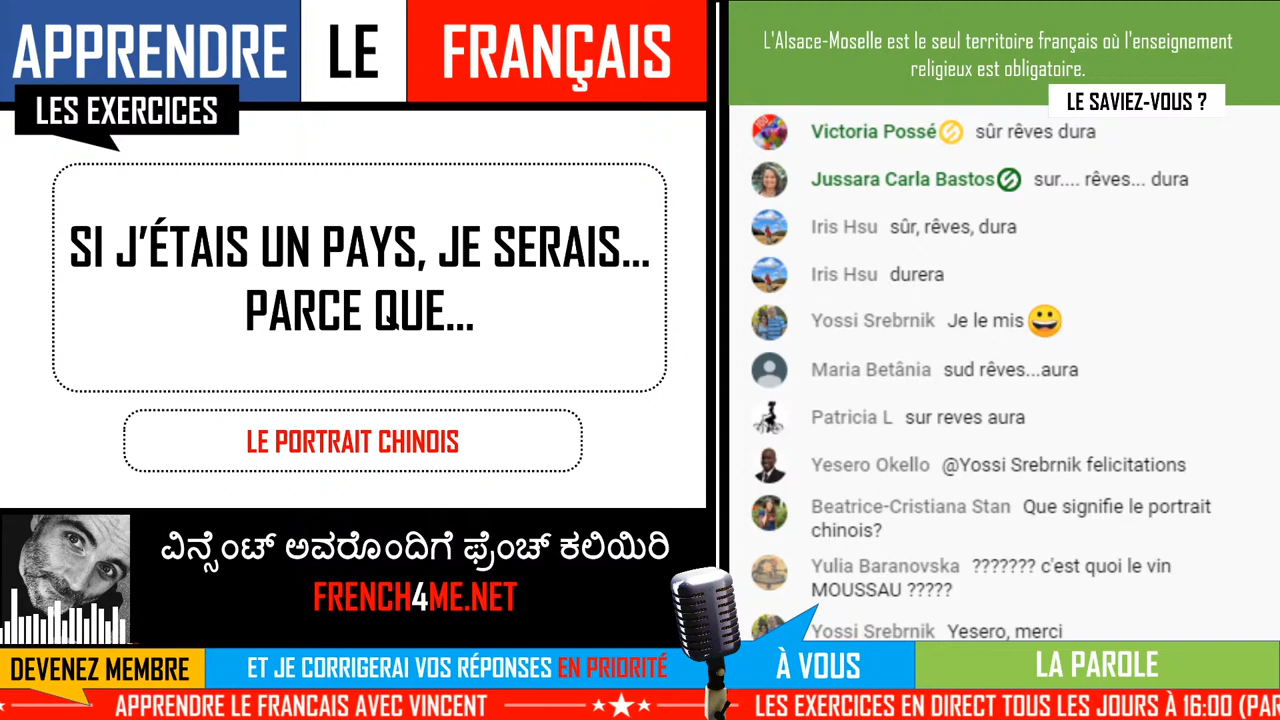 APPRENDRE LE FRANÇAIS
LES EXERCICES
SI J'ÉTAIS UN PAYS, JE SERAIS...
PARCE QUE...
LE PORTRAIT CHINOIS
ವಿನ್ಸೆಂಟ್ ಅವರೊಂದಿಗೆ ಫ್ರೆಂಚ್ ಕಲಿಯಿರಿ
FRENCH4ME.NET
DEVENEZ MEMBRE
ET JE CORRIGERAI VOS RÉPONSES EN PRIORITÉ
L'Alsace-Moselle est le seul territoire français où l'enseignement
religieux est obligatoire.
LE SAVIEZ-VOUS ?
Victoria Possé sûr rêves dura
Jussara Carla Bastos sur.... rêves... dura
Iris Hsu sûr, rêves, dura
Iris Hsu durera
Yossi Srebrnik Je le mis 😀
Maria Betânia sud rêves...aura
Patricia L sur reves aura
Yesero Okello @Yossi Srebrnik felicitations
Beatrice-Cristiana Stan Que signifie le portrait
chinois?
Yulia Baranovska ??????? c'est quoi le vin
MOUSSAU ?????
Yossi Srebrnik Yesero, merci
À VOUS
LA PAROLE
APPRENDRE LE FRANCAIS AVEC VINCENT
LES EXERCICES EN DIRECT TOUS LES JOURS À 16:00 (PAR